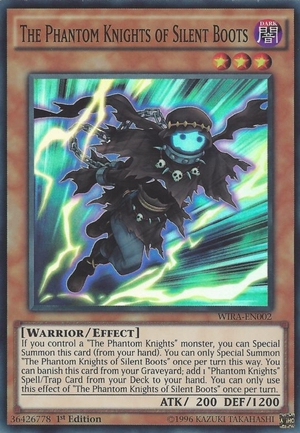 The Phantom Knights of Silent Boots
DARK
闇
WIRA-EN002
[Warrior/Effect]
If you control a "The Phantom Knights" monster, you can Special
Summon this card (from your hand). You can only Special Summon
"The Phantom Knights of Silent Boots" once per turn this way. You
can banish this card from your Graveyard; add 1 "Phantom Knights"
Spell/Trap Card from your Deck to your hand. You can only use
this effect of "The Phantom Knights of Silent Boots" once per turn.
ATK/ 200 DEF/1200
36426778 1st Edition ©1996 KAZUKI TAKAHASHI